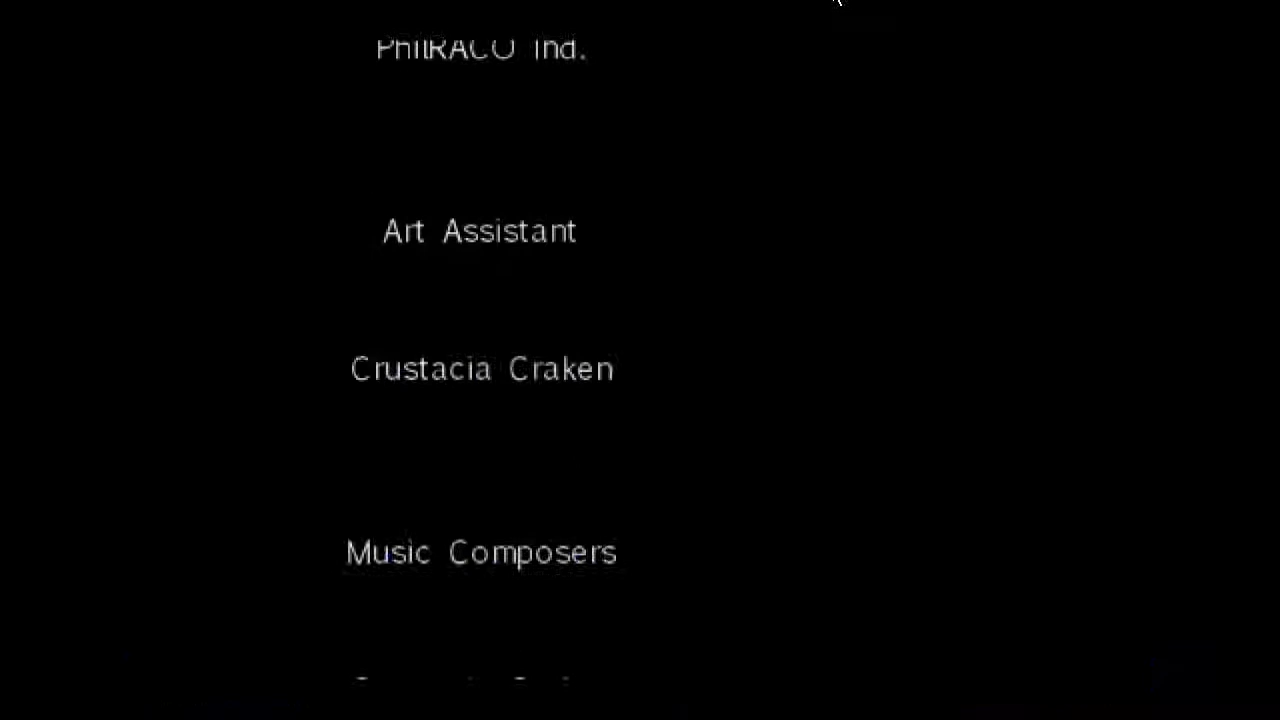 PhilRACO Ind.
Art Assistant
Crustacia Craken
Music Composers